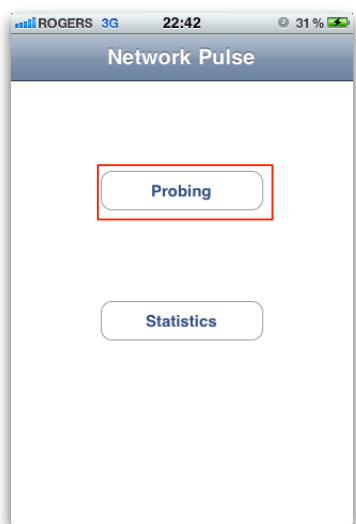 ROGERS 3G 22:42 31 %
Network Pulse
Probing
Statistics